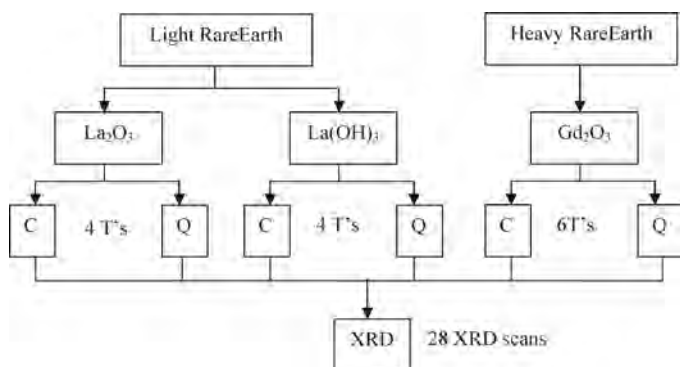 Light RareEarth
Heavy RareEarth
La₂O₃
La(OH)₃
Gd₂O₃
C 4 T's Q
C 4 T's Q
C 6T's Q
XRD 28 XRD scans